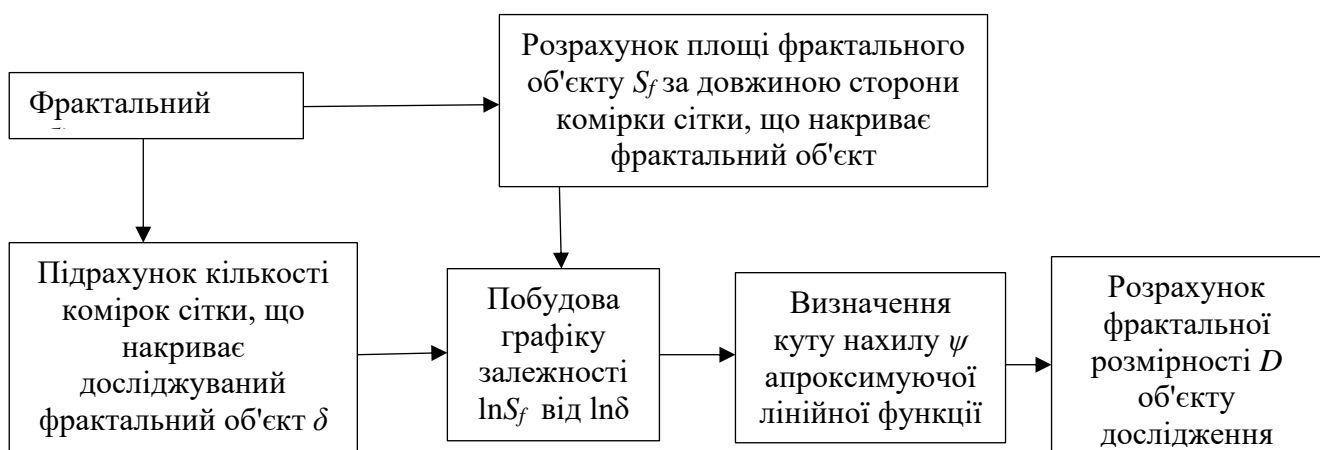 Фрактальний
Розрахунок площі фрактального
об'єкту Sf за довжиною сторони
комірки сітки, що накриває
фрактальний об'єкт
Підрахунок кількості
комірок сітки, що
накриває
досліджуваний
фрактальний об'єкт δ
Побудова
графіку
залежності
lnSf від lnδ
Визначення
куту нахилу ψ
апроксимуючої
лінійної функції
Розрахунок
фрактальної
розмірності D
об'єкту
дослідження